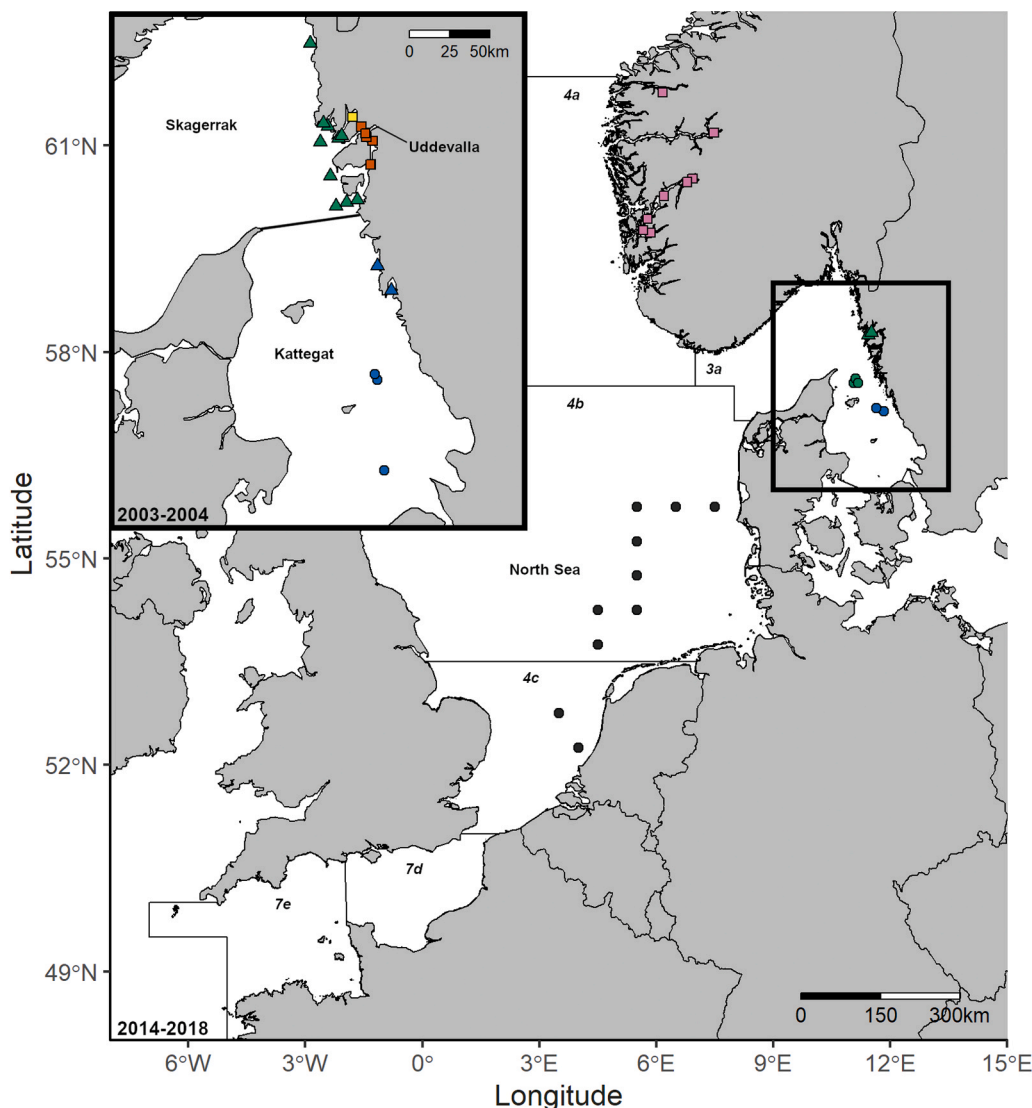 0 25 50km
Skagerrak
Uddevalla
Kattegat
2003-2004
4a
3a
4b
North Sea
4c
7d
7e
2014-2018
0 150 300km
61°N
58°N
55°N
52°N
49°N
Latitude
6°W 3°W 0° 3°E 6°E 9°E 12°E 15°E
Longitude